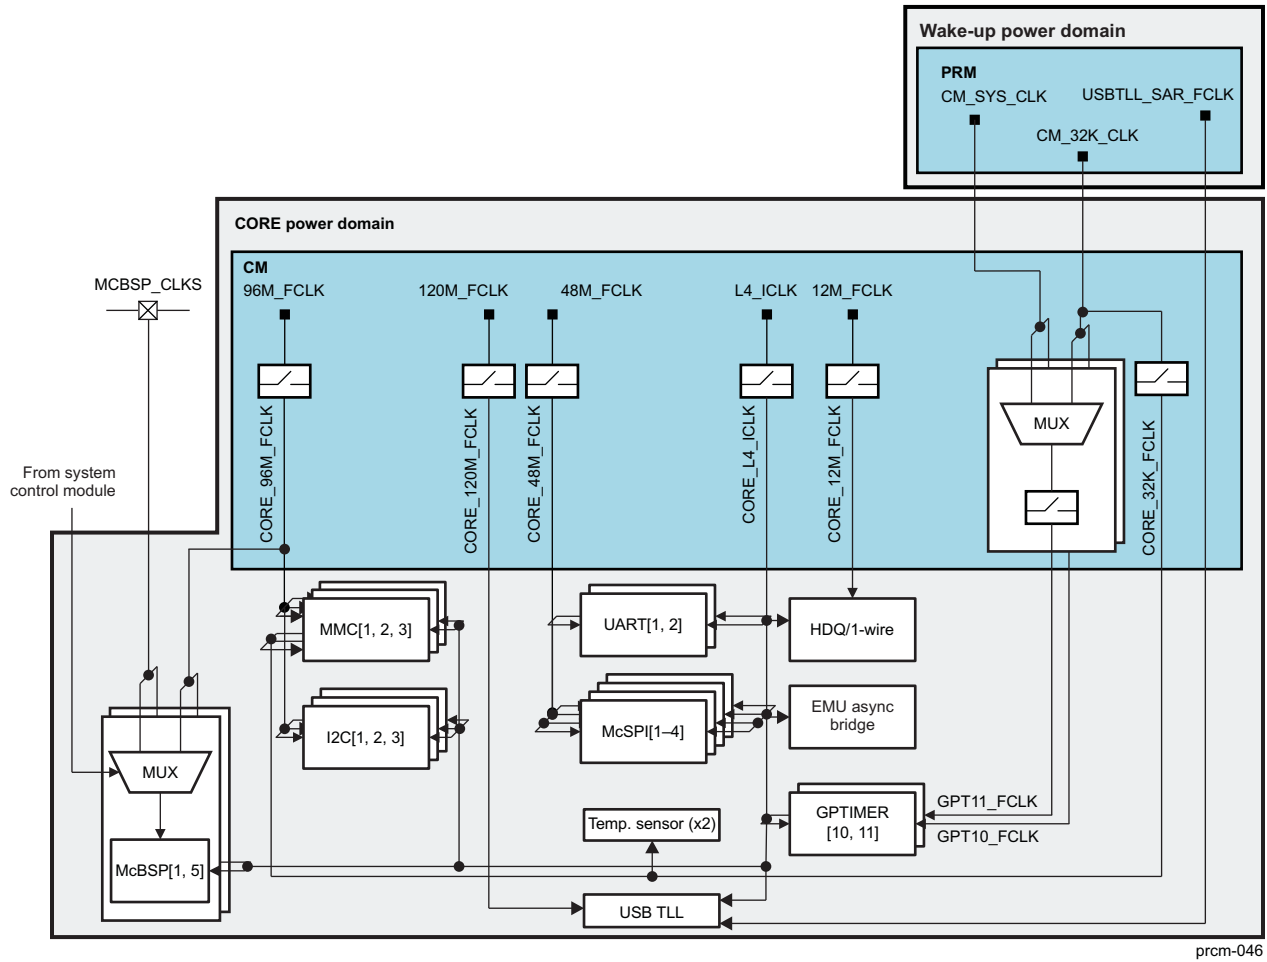 Wake-up power domain
PRM
CM_SYS_CLK
USBTLL_SAR_FCLK
CM_32K_CLK
CORE power domain
CM
MCBSP_CLKS
96M_FCLK
120M_FCLK
48M_FCLK
L4_ICLK
12M_FCLK
CORE_96M_FCLK
CORE_120M_FCLK
CORE_48M_FCLK
CORE_L4_ICLK
CORE_12M_FCLK
MUX
CORE_32K_FCLK
From system
control module
MMC[1, 2, 3]
UART[1, 2]
HDQ/1-wire
I2C[1, 2, 3]
McSPI[1–4]
EMU async
bridge
MUX
McBSP[1, 5]
Temp. sensor (x2)
GPTIMER
[10, 11]
GPT11_FCLK
GPT10_FCLK
USB TLL
prcm-046